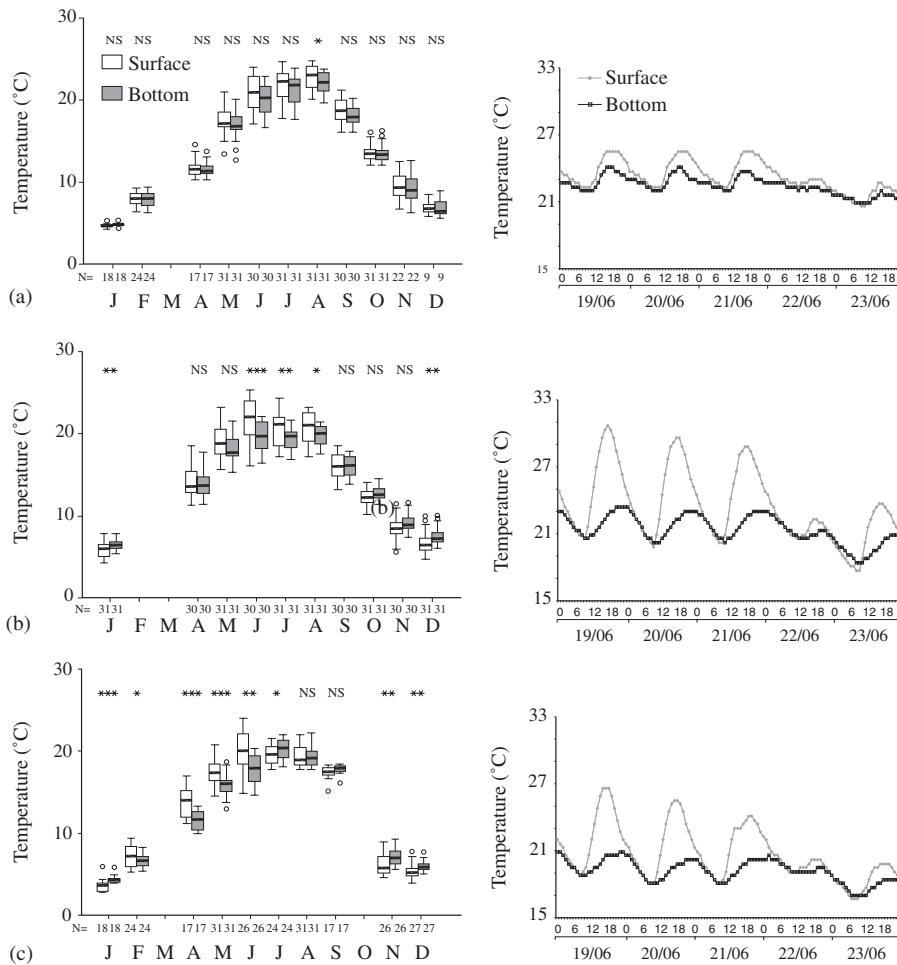 30
NS NS NS NS NS NS * NS NS NS NS
Surface
Bottom
20
10
0
Temperature (°C)
N= 18 18 24 24 17 17 31 31 30 30 31 31 31 31 30 30 31 31 22 22 9 9
(a) J F M A M J J A S O N D
33
Surface
Bottom
27
21
15
Temperature (°C)
0 6 12 18 0 6 12 18 0 6 12 18 0 6 12 18 0 6 12 18
19/06 20/06 21/06 22/06 23/06
30
** NS NS *** ** * NS NS NS **
20
10
0
Temperature (°C)
(b)
N= 31 31 30 30 31 31 30 30 31 31 31 31 30 30 31 31 30 30 31 31
(b) J F M A M J J A S O N D
33
27
21
15
Temperature (°C)
0 6 12 18 0 6 12 18 0 6 12 18 0 6 12 18 0 6 12 18
19/06 20/06 21/06 22/06 23/06
30
*** * *** *** ** * NS NS ** **
20
10
0
Temperature (°C)
N= 18 18 24 24 17 17 31 31 26 26 24 24 31 31 17 17 26 26 27 27
(c) J F M A M J J A S O N D
33
27
21
15
Temperature (°C)
0 6 12 18 0 6 12 18 0 6 12 18 0 6 12 18 0 6 12 18
19/06 20/06 21/06 22/06 23/06